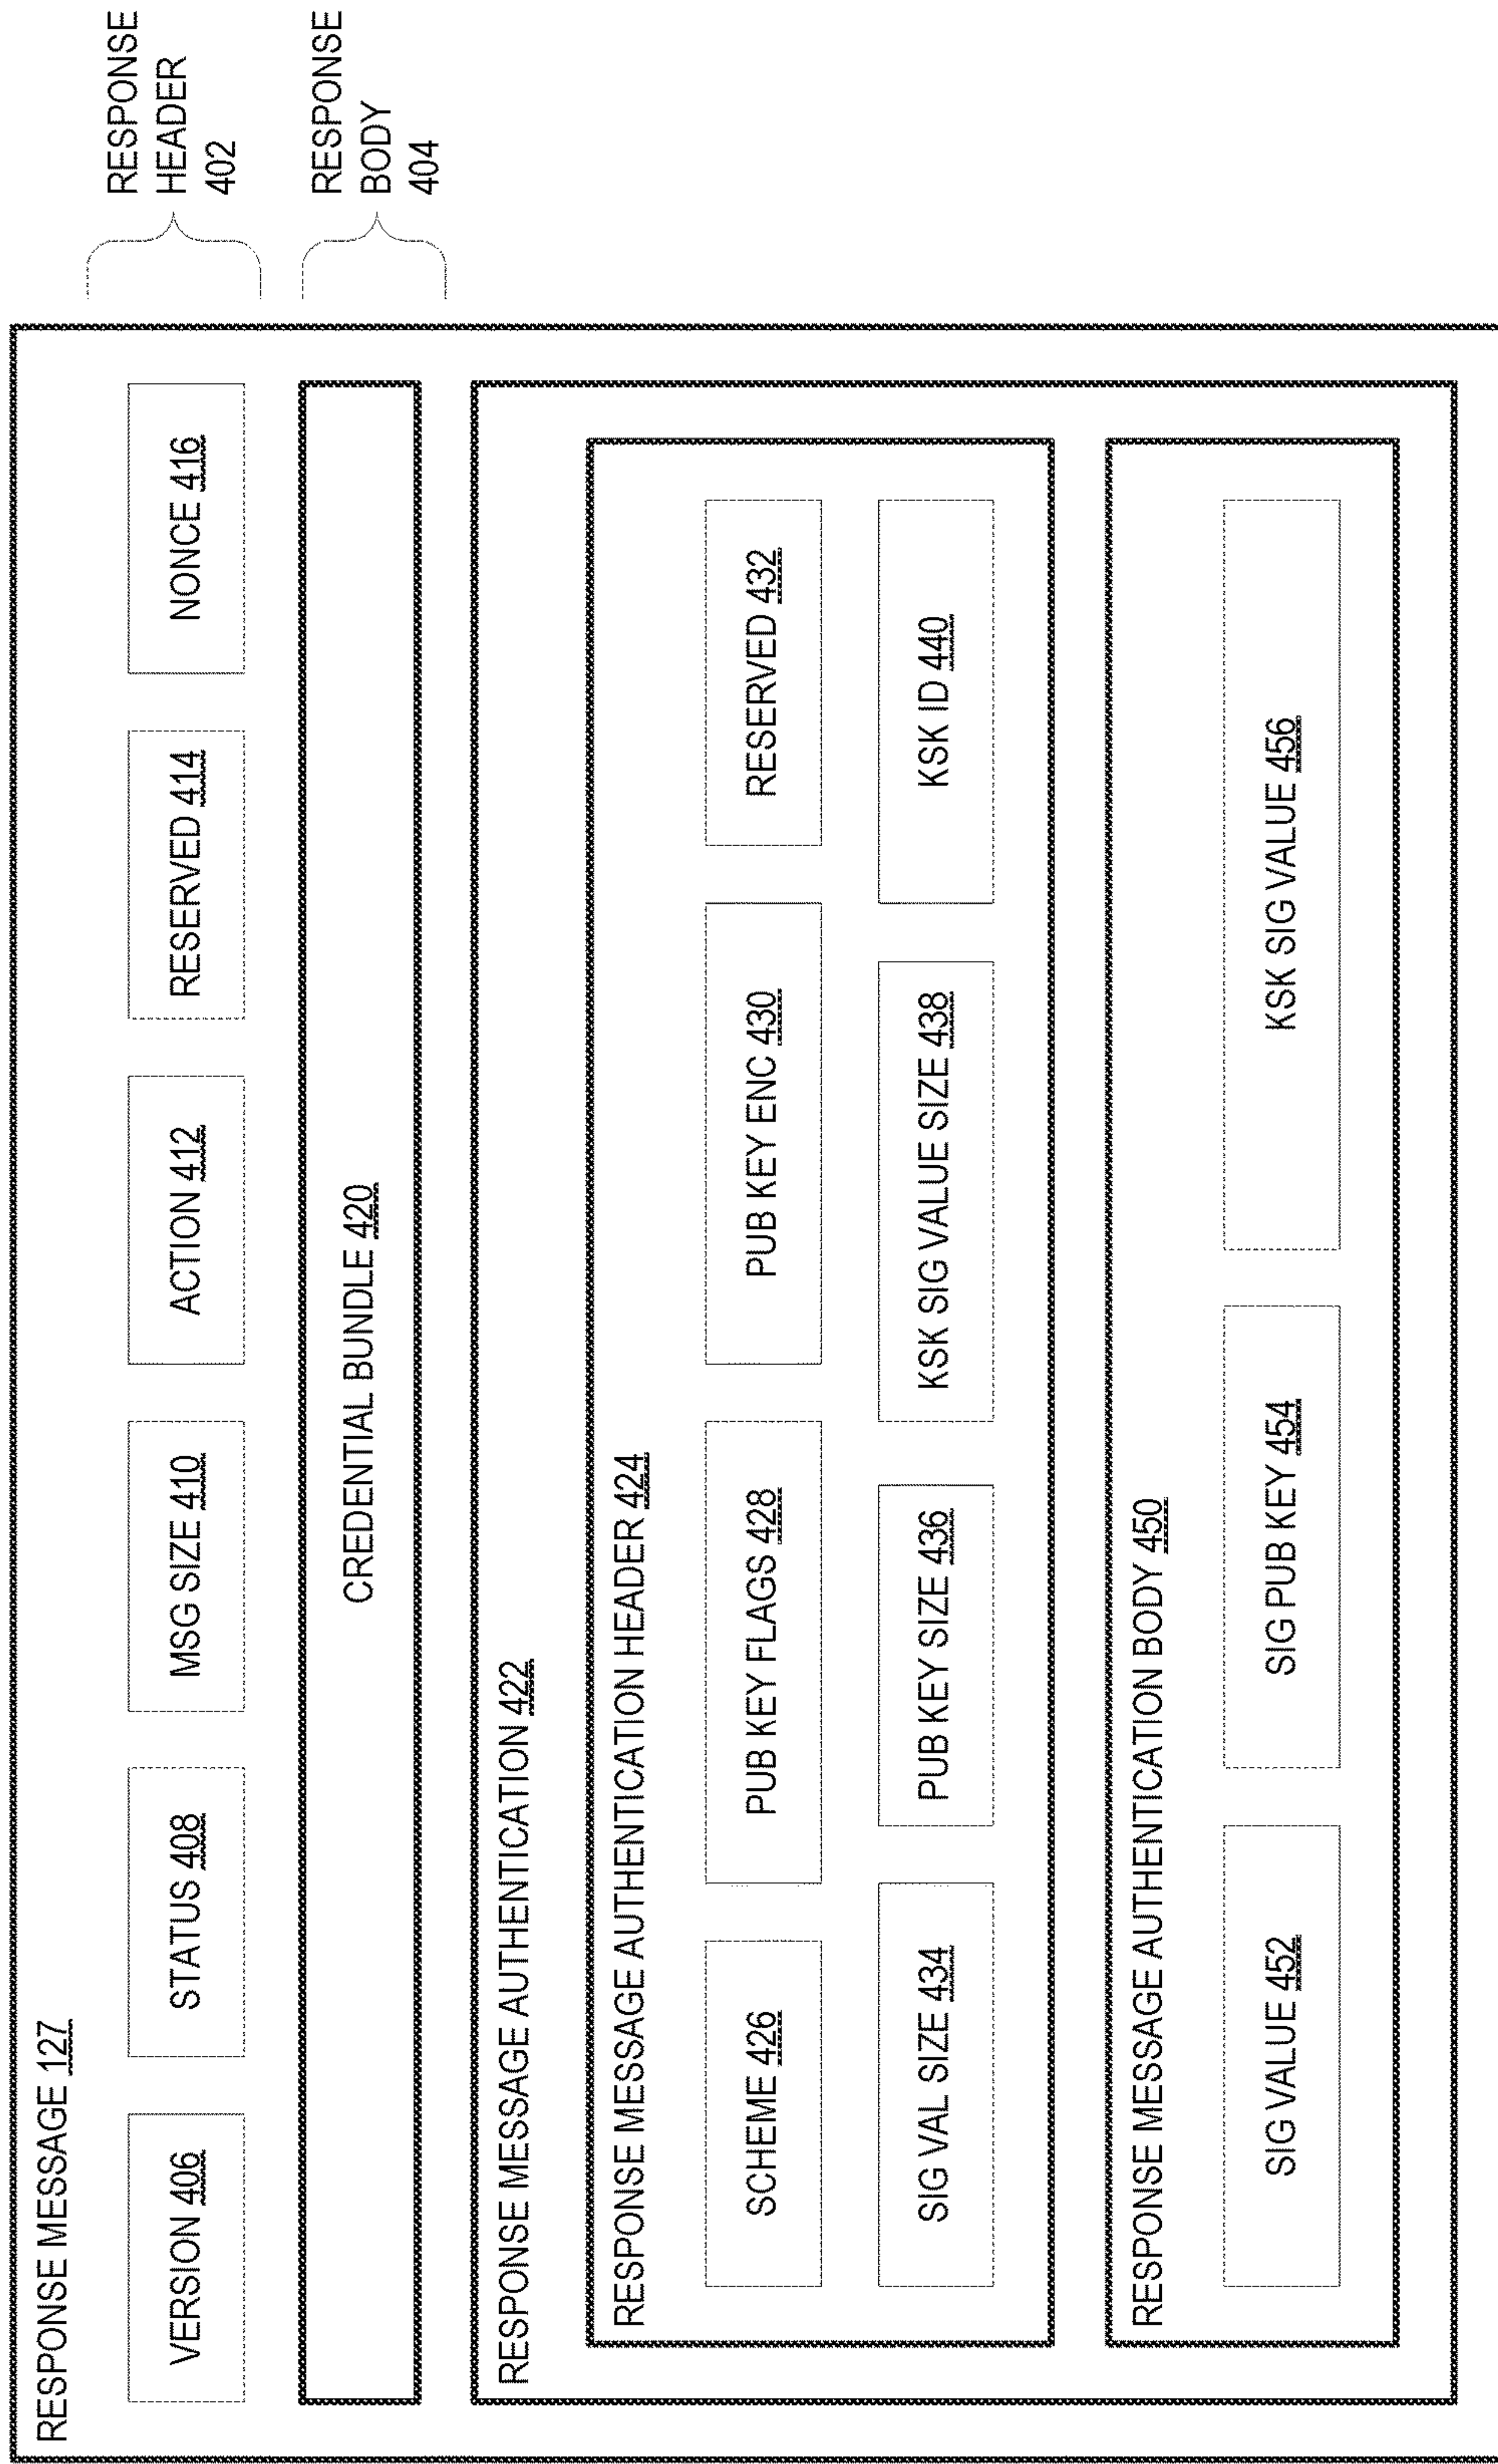 RESPONSE MESSAGE 127
VERSION 406
STATUS 408
MSG SIZE 410
ACTION 412
RESERVED 414
NONCE 416
RESPONSE
HEADER
402
CREDENTIAL BUNDLE 420
RESPONSE
BODY
404
RESPONSE MESSAGE AUTHENTICATION 422
RESPONSE MESSAGE AUTHENTICATION HEADER 424
SCHEME 426
PUB KEY FLAGS 428
PUB KEY ENC 430
RESERVED 432
SIG VAL SIZE 434
PUB KEY SIZE 436
KSK SIG VALUE SIZE 438
KSK ID 440
RESPONSE MESSAGE AUTHENTICATION BODY 450
SIG VALUE 452
SIG PUB KEY 454
KSK SIG VALUE 456